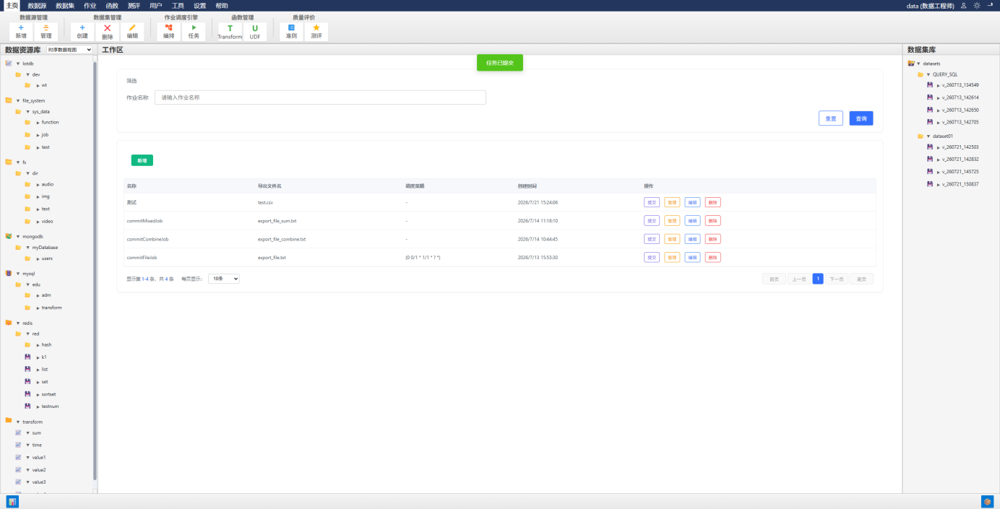 主页 数据源 数据集 作业 函数 测评 用户 工具 设置 帮助 data (数据工程师)
数据源管理 数据集管理 作业调度引擎 函数管理 质量评价
新增 管理 创建 删除 编辑 编排 任务 T Transform U UDF 准则 测评
数据资源库 时序数据视图 工作区 数据集库
任务已提交
▼ iotdb
▼ dev
▶ wt
▼ file_system
▼ sys_data
▶ function
▶ job
▶ test
▼ fs
▼ dir
▶ audio
▶ img
▶ text
▶ video
▼ mongodb
▼ myDatabase
▶ users
▼ mysql
▼ edu
▶ adm
▶ transform
▼ redis
▼ red
▶ hash
▶ k1
▶ list
▶ set
▶ sortset
▶ testnum
▼ transform
▼ sum
▼ time
▼ value1
▼ value2
▼ value3
筛选
作业名称 请输入作业名称
重置 查询
新增
名称 导出文件名 调度策略 创建时间 操作
测试 test.csv - 2026/7/21 15:24:06 提交 管理 编辑 删除
commitMixedJob export_file_sum.txt - 2026/7/14 11:18:10 提交 管理 编辑 删除
commitCombineJob export_file_combine.txt - 2026/7/14 10:44:45 提交 管理 编辑 删除
commitFileJob export_file.txt (0 0/1 * 1/1 * ? *) 2026/7/13 15:53:30 提交 管理 编辑 删除
显示第 1-4 条，共 4 条 每页显示： 10条 首页 上一页 1 下一页 尾页
▼ datasets
▼ QUERY_SQL
▶ v_260713_134549
▶ v_260713_142614
▶ v_260713_142650
▶ v_260713_142705
▼ dataset01
▶ v_260721_142503
▶ v_260721_142832
▶ v_260721_145725
▶ v_260721_150837